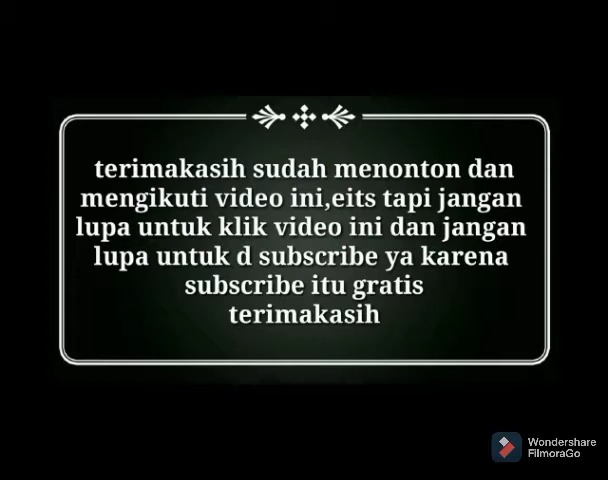 terimakasih sudah menonton dan
mengikuti video ini,eits tapi jangan
lupa untuk klik video ini dan jangan
lupa untuk d subscribe ya karena
subscribe itu gratis
terimakasih
Wondershare
FilmoraGo